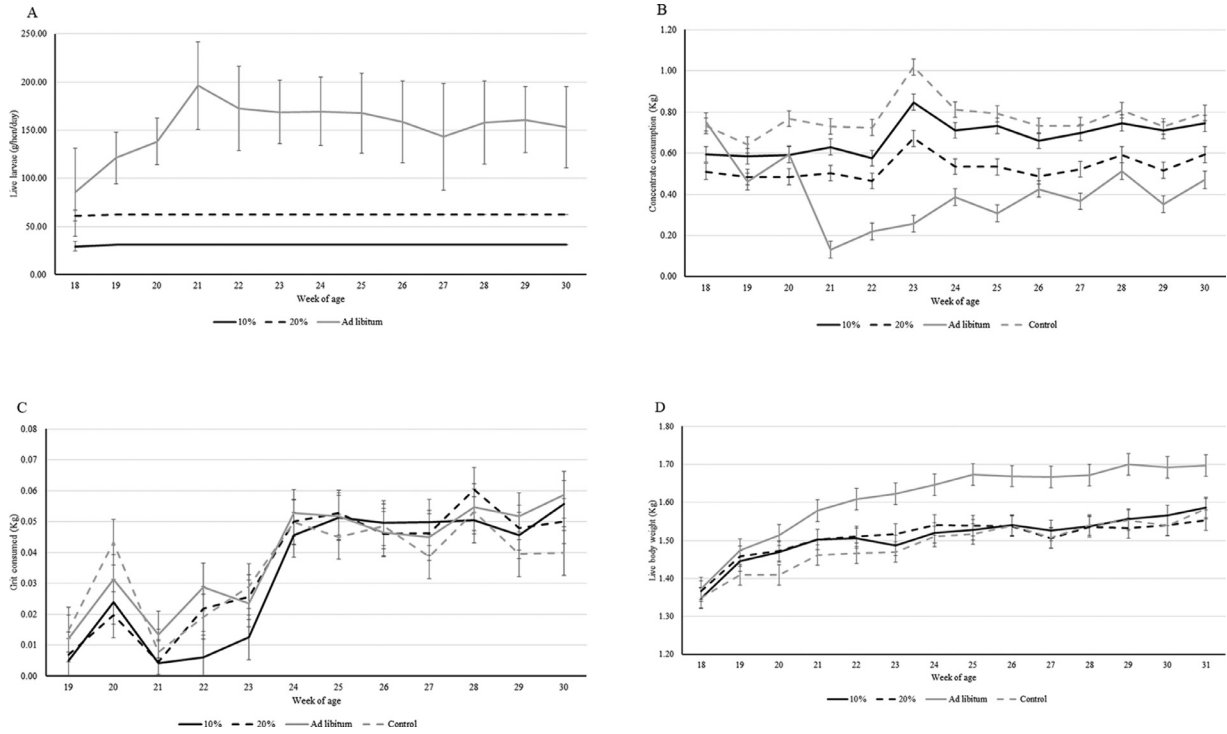 A
Live larvae (g/hen/day)
250.00
200.00
150.00
100.00
50.00
0.00
18 19 20 21 22 23 24 25 26 27 28 29 30
Week of age
10% 20% Ad libitum
B
Concentrate consumption (Kg)
1.20
1.00
0.80
0.60
0.40
0.20
0.00
18 19 20 21 22 23 24 25 26 27 28 29 30
Week of age
10% 20% Ad libitum Control
C
Grit consumed (Kg)
0.08
0.07
0.06
0.05
0.04
0.03
0.02
0.01
0.00
19 20 21 22 23 24 25 26 27 28 29 30
Week of age
10% 20% Ad libitum Control
D
Live body weight (Kg)
1.80
1.70
1.60
1.50
1.40
1.30
1.20
18 19 20 21 22 23 24 25 26 27 28 29 30 31
Week of age
10% 20% Ad libitum Control